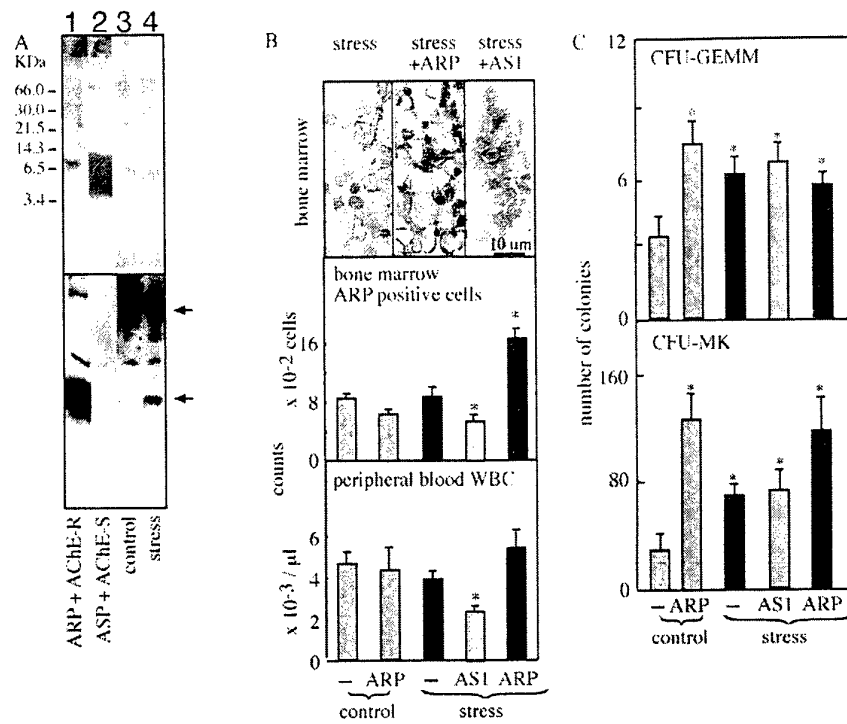 A
1 2 3 4
KDa
66.0
30.0
21.5
14.3
6.5
3.4
ARP + AChE-R
ASP + AChE-S
control
stress
B
stress
stress +ARP
stress +AS1
bone marrow
10 um
bone marrow
ARP positive cells
16
8
0
x 10-2 cells
counts
peripheral blood WBC
6
4
2
0
x 10-3 / µl
– ARP – AS1 ARP
control stress
C
12
CFU-GEMM
6
0
number of colonies
CFU-MK
160
80
0
– ARP – AS1 ARP
control stress